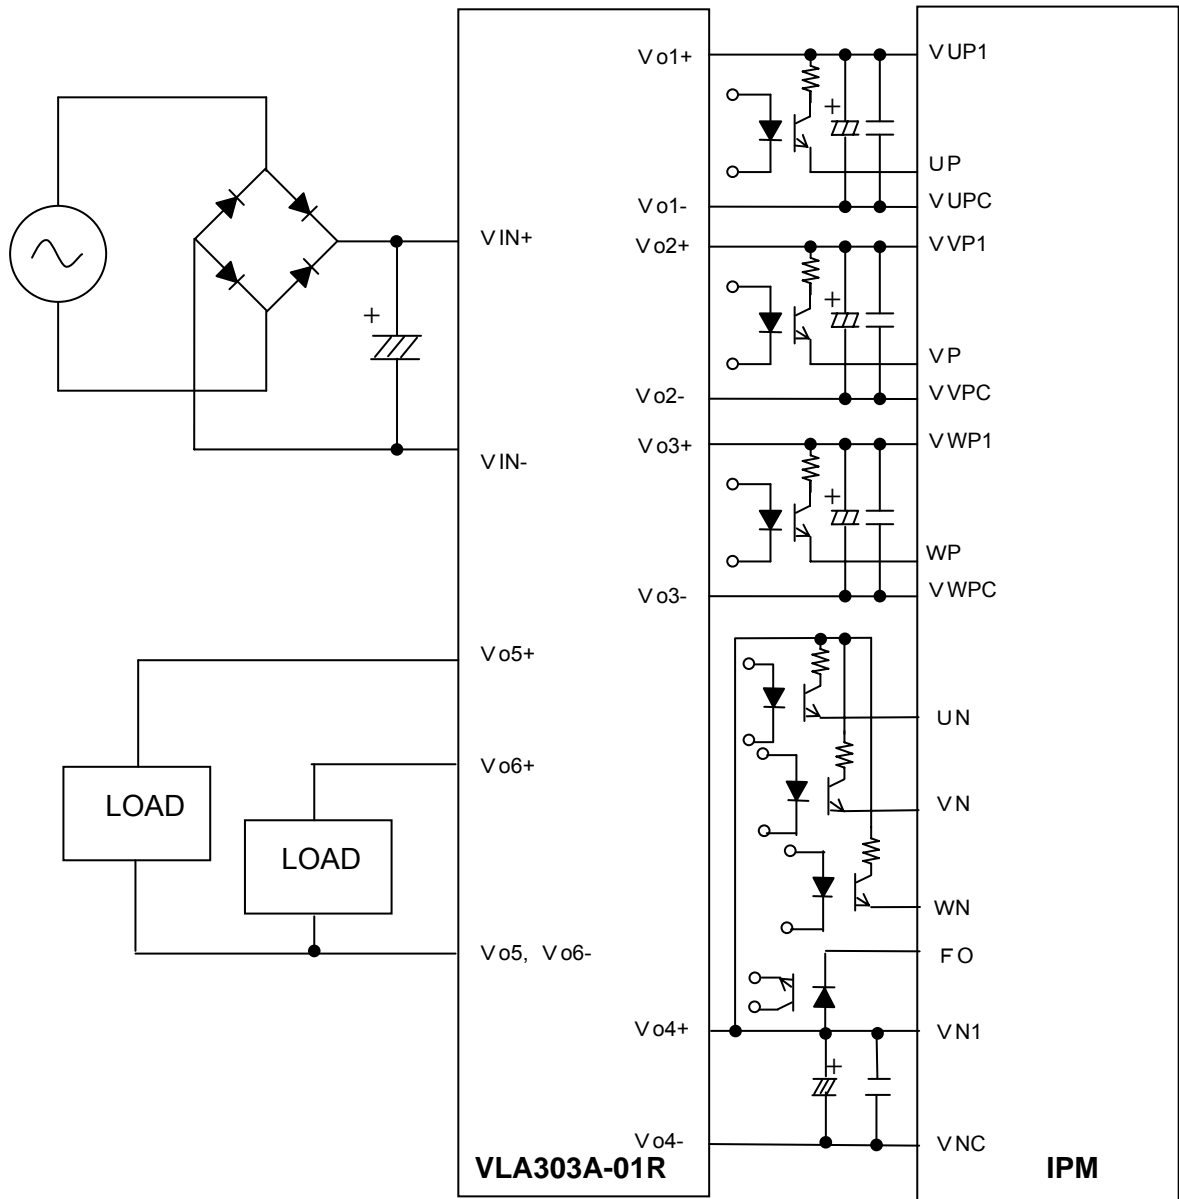 Vo1+
VUP1
+
UP
Vo1-
VUPC
VIN+
Vo2+
VVP1
+
+
VP
Vo2-
VVPC
VIN-
Vo3+
VWP1
+
WP
Vo3-
VWPC
Vo5+
UN
Vo6+
LOAD
VN
LOAD
WN
Vo5, Vo6-
FO
Vo4+
VN1
+
Vo4-
VNC
VLA303A-01R
IPM